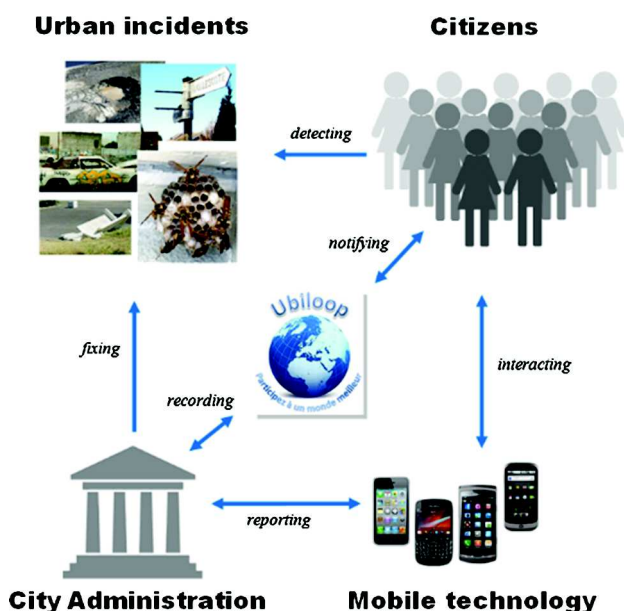 Urban incidents
Citizens
detecting
notifying
Ubiloop
Participez à un monde meilleur
fixing
interacting
recording
reporting
City Administration
Mobile technology